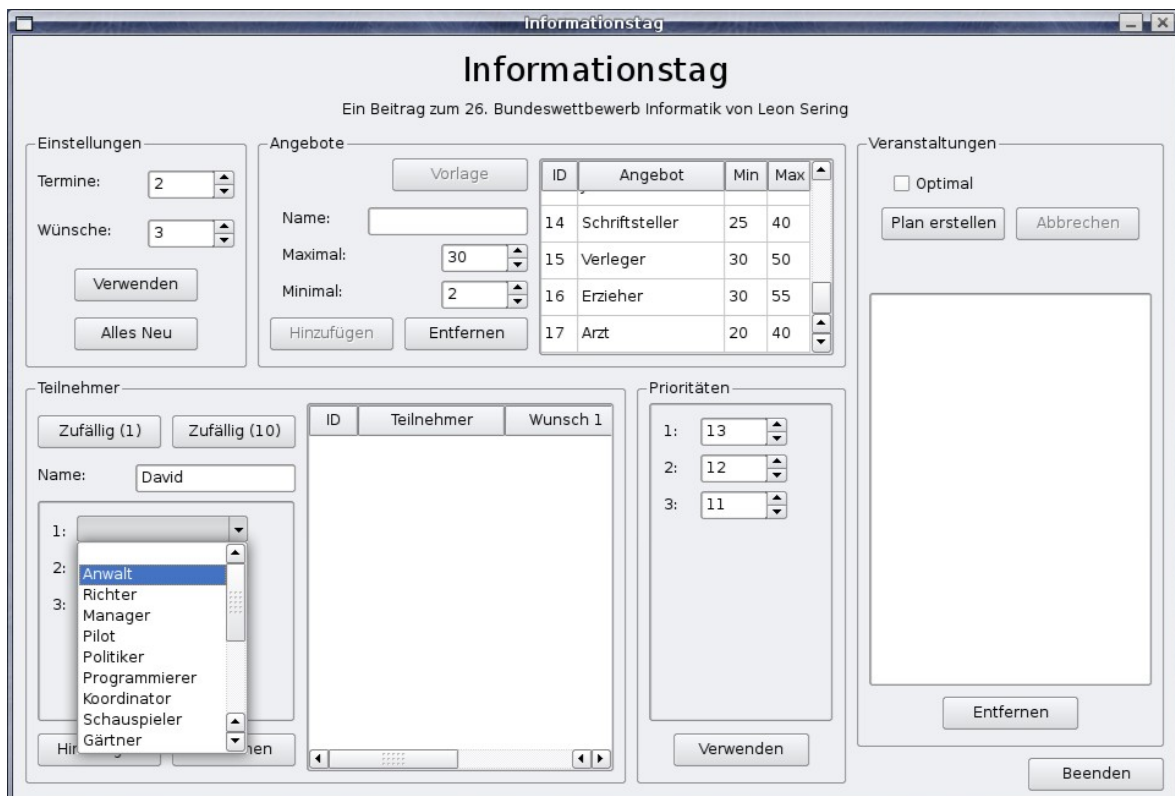 Informationstag
Informationstag
Ein Beitrag zum 26. Bundeswettbewerb Informatik von Leon Sering
Einstellungen
Termine: 2
Wünsche: 3
Verwenden
Alles Neu
Angebote
Vorlage
Name:
Maximal: 30
Minimal: 2
Hinzufügen Entfernen
ID Angebot Min Max
14 Schriftsteller 25 40
15 Verleger 30 50
16 Erzieher 30 55
17 Arzt 20 40
Veranstaltungen
Optimal
Plan erstellen Abbrechen
Entfernen
Teilnehmer
Zufällig (1) Zufällig (10)
Name: David
1:
2:
3:
Anwalt
Richter
Manager
Pilot
Politiker
Programmierer
Koordinator
Schauspieler
Gärtner
ID Teilnehmer Wunsch 1
Prioritäten
1: 13
2: 12
3: 11
Verwenden
Beenden